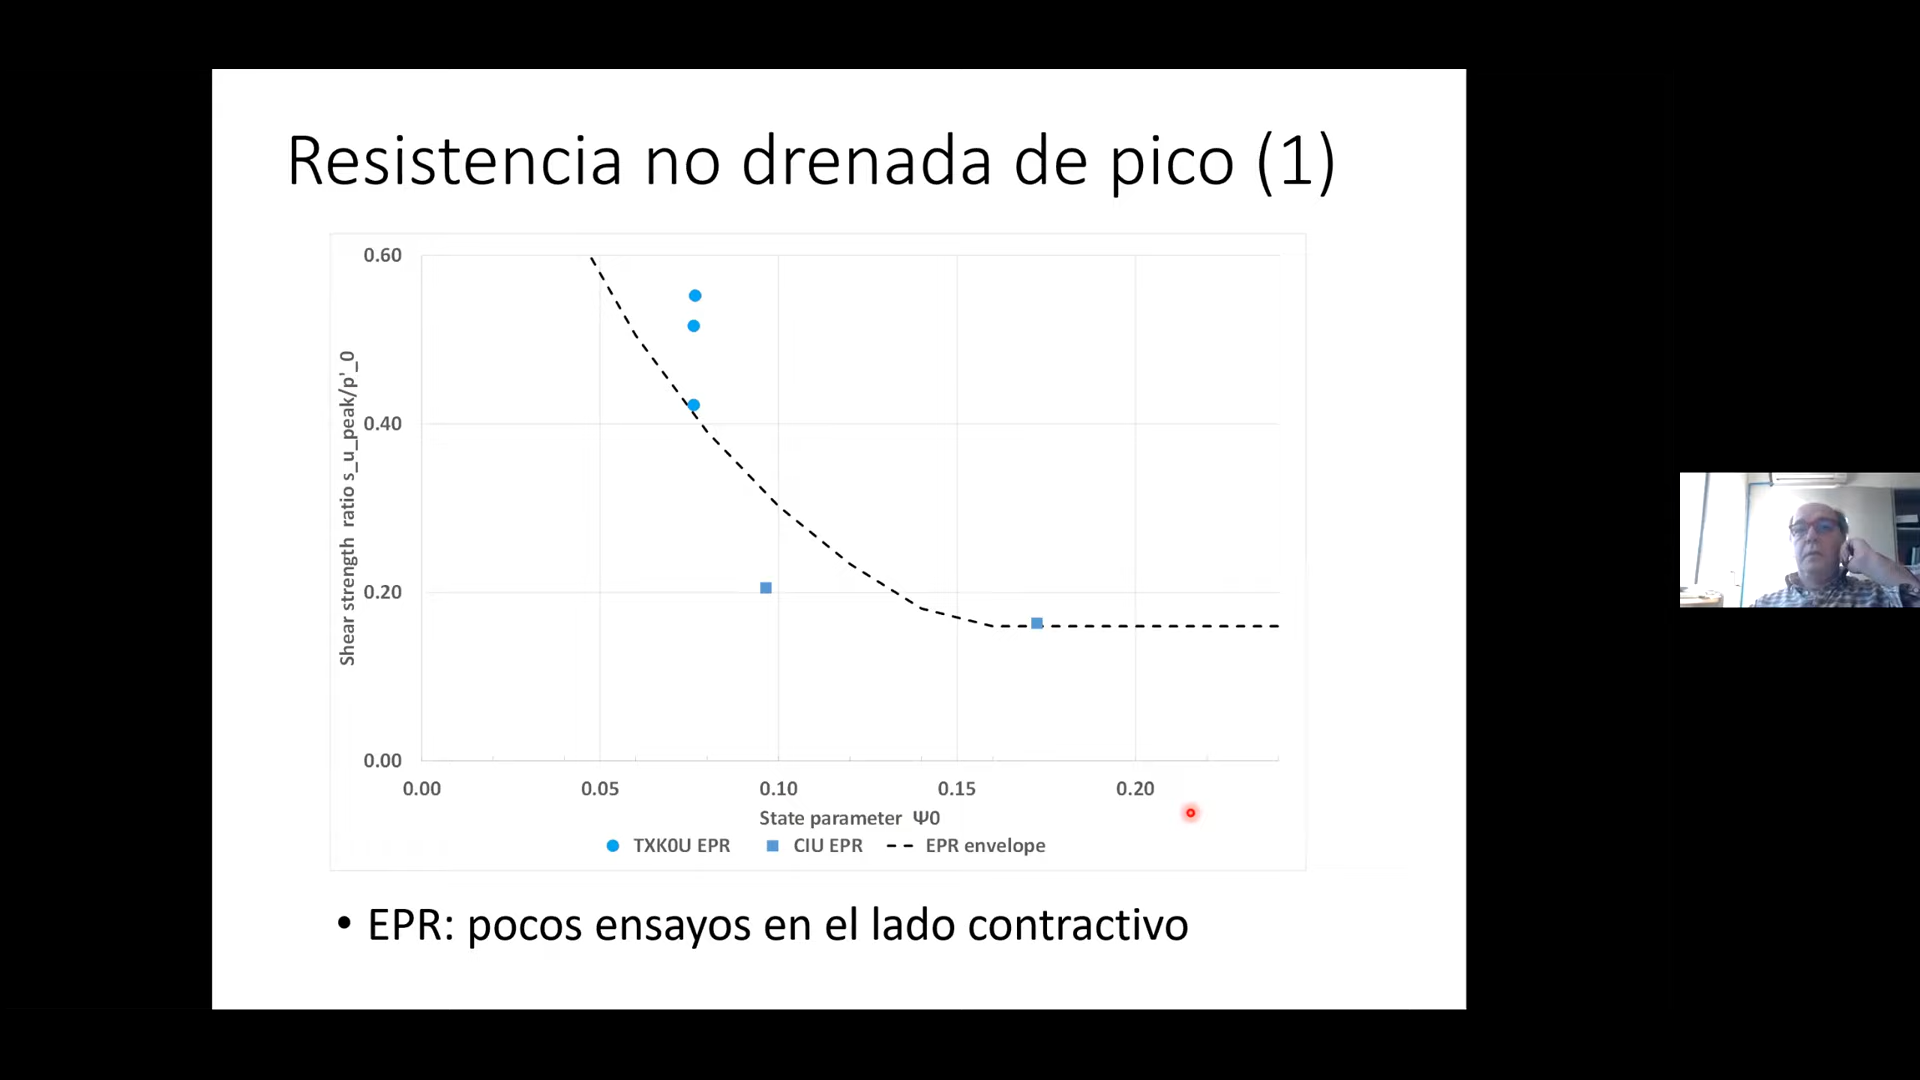 Resistencia no drenada de pico (1)
Shear strength ratio s_u_peak/p'_0
0.60
0.40
0.20
0.00
0.00 0.05 0.10 0.15 0.20
State parameter Ψ0
TXK0U EPR CIU EPR EPR envelope
• EPR: pocos ensayos en el lado contractivo